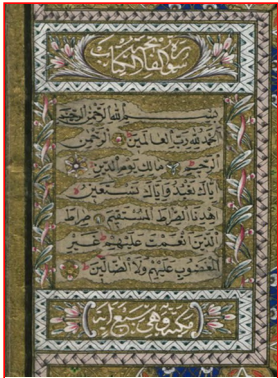 سورة فاتحة الكتاب
بسم الله الرحمن الرحيم
الحمد لله رب العالمين الرحمن
الرحيم مالك يوم الدين
اياك نعبد واياك نستعين
اهدنا الصراط المستقيم صراط
الذين انعمت عليهم غير
المغضوب عليهم ولا الضالين
مكية وهي سبع اية